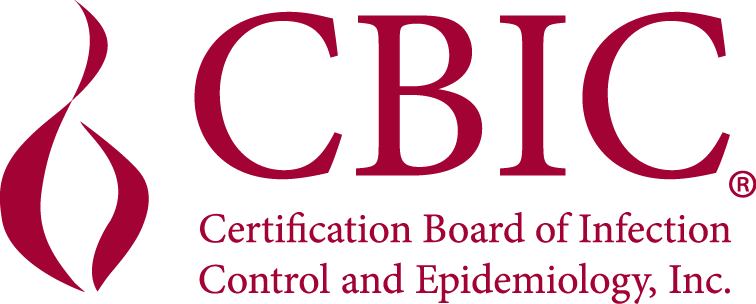 CBIC®
Certification Board of Infection
Control and Epidemiology, Inc.